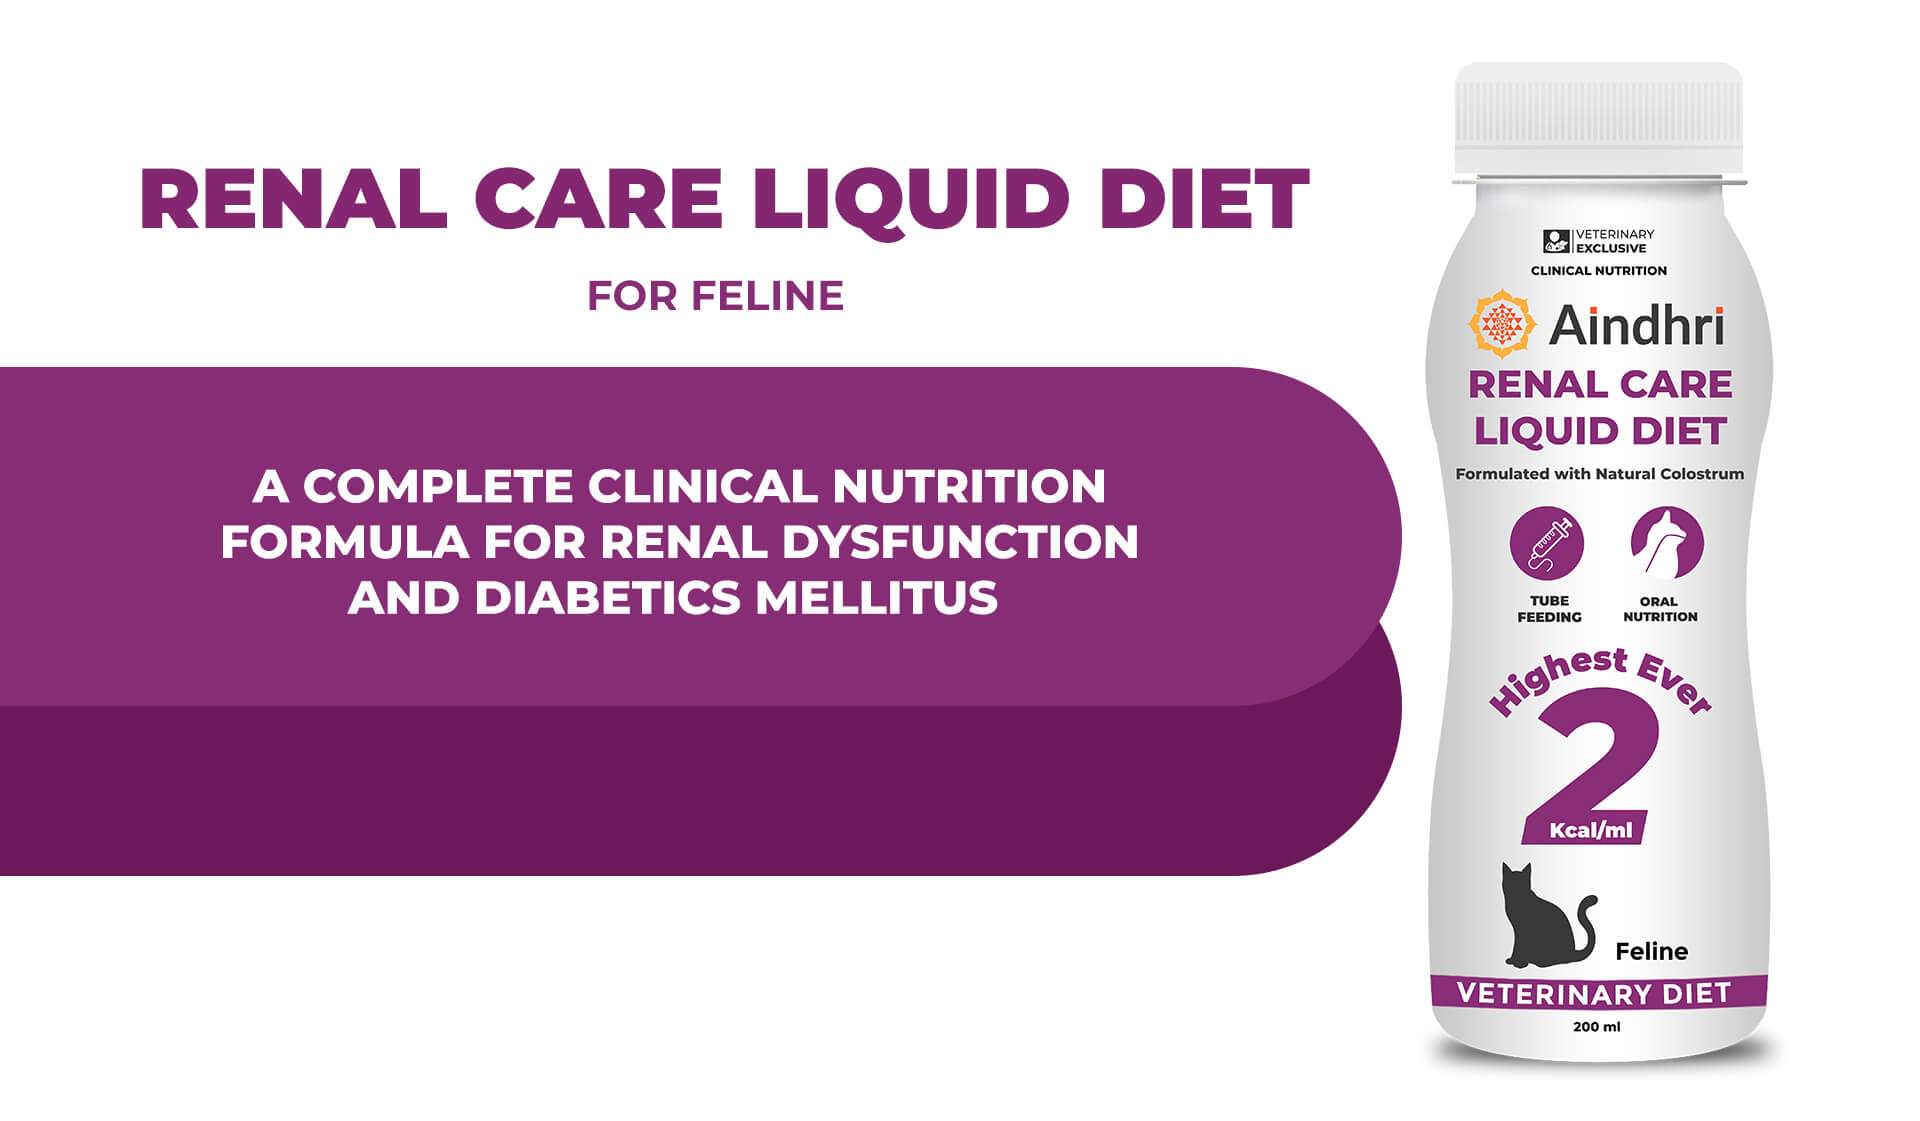 RENAL CARE LIQUID DIET
FOR FELINE
A COMPLETE CLINICAL NUTRITION
FORMULA FOR RENAL DYSFUNCTION
AND DIABETICS MELLITUS
VETERINARY
EXCLUSIVE
CLINICAL NUTRITION
Aindhri
RENAL CARE
LIQUID DIET
Formulated with Natural Colostrum
TUBE
FEEDING
ORAL
NUTRITION
Highest Ever
2
Kcal/ml
Feline
VETERINARY DIET
200 ml